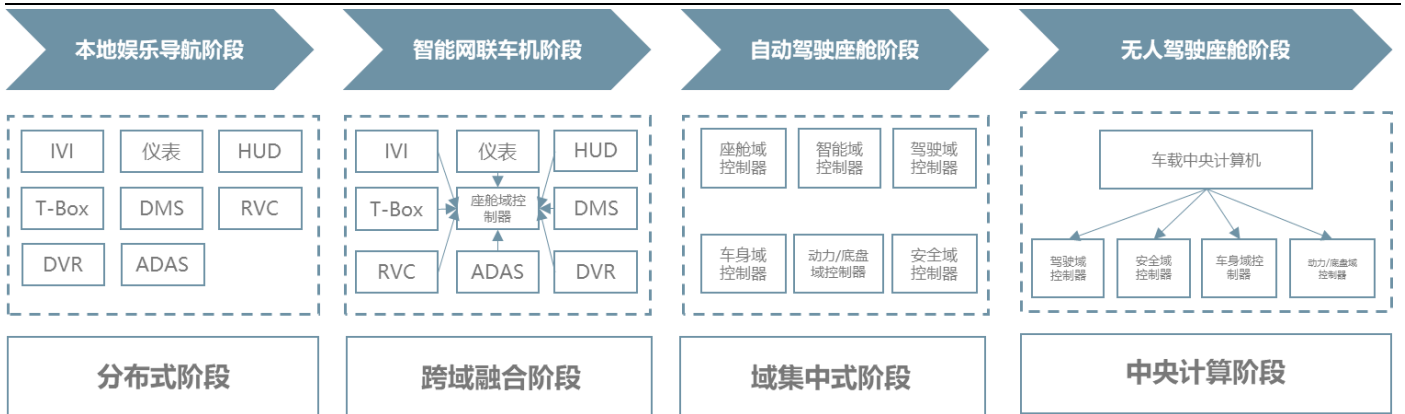 本地娱乐导航阶段
智能网联车机阶段
自动驾驶座舱阶段
无人驾驶座舱阶段
IVI
仪表
HUD
T-Box
DMS
RVC
DVR
ADAS
IVI
仪表
HUD
T-Box
座舱域控
制器
DMS
RVC
ADAS
DVR
座舱域
控制器
智能域
控制器
驾驶域
控制器
车身域
控制器
动力/底盘
域控制器
安全域
控制器
车载中央计算机
驾驶域
控制器
安全域
控制器
车身域控
制器
动力/底盘域
控制器
分布式阶段
跨域融合阶段
域集中式阶段
中央计算阶段